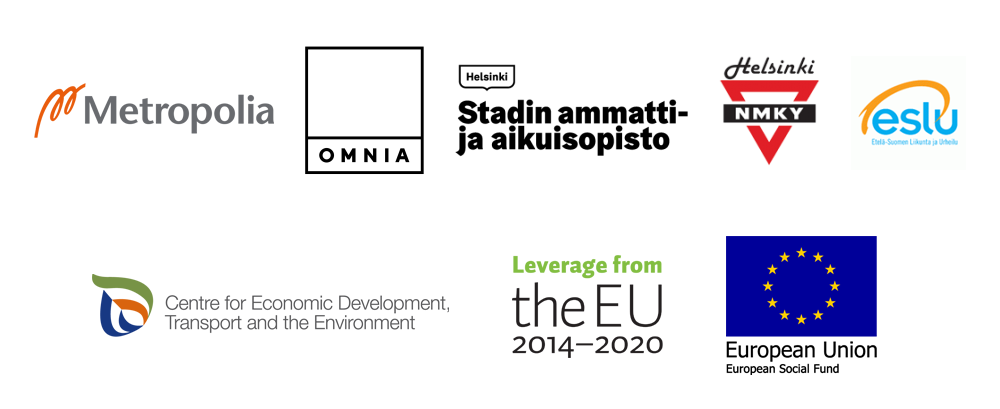 Metropolia
OMNIA
Helsinki
Stadin ammatti-
ja aikuisopisto
Helsinki
NMKY
eslu
Etelä-Suomen Liikunta ja Urheilu
Centre for Economic Development,
Transport and the Environment
Leverage from
the EU
2014–2020
European Union
European Social Fund